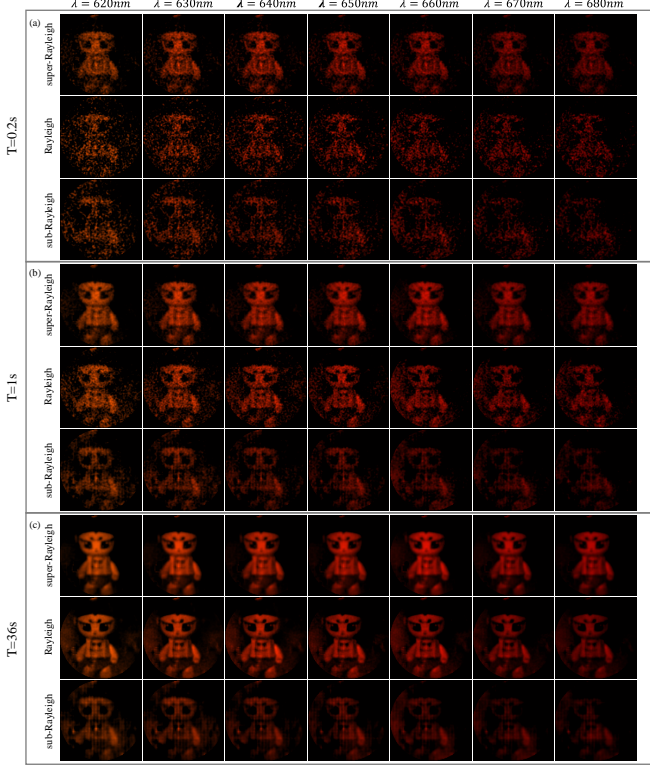 λ = 620nm λ = 630nm λ = 640nm λ = 650nm λ = 660nm λ = 670nm λ = 680nm
(a)
T=0.2s
super-Rayleigh
Rayleigh
sub-Rayleigh
(b)
T=1s
super-Rayleigh
Rayleigh
sub-Rayleigh
(c)
T=36s
super-Rayleigh
Rayleigh
sub-Rayleigh